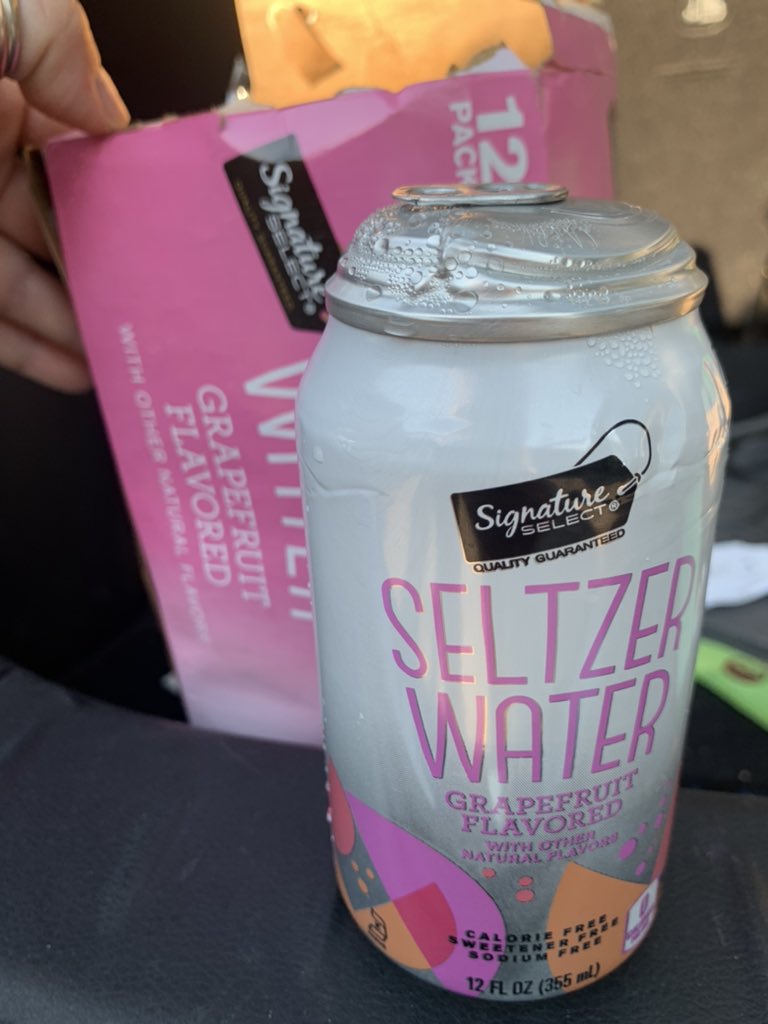 12
PACK
Signature
SELECT®
GRAPEFRUIT
FLAVORED
WITH OTHER NATURAL FLAVORS
Signature
SELECT®
QUALITY GUARANTEED
SELTZER
WATER
GRAPEFRUIT
FLAVORED
WITH OTHER
NATURAL FLAVORS
CALORIE FREE
SWEETENER FREE
SODIUM FREE
0
12 FL OZ (355 mL)